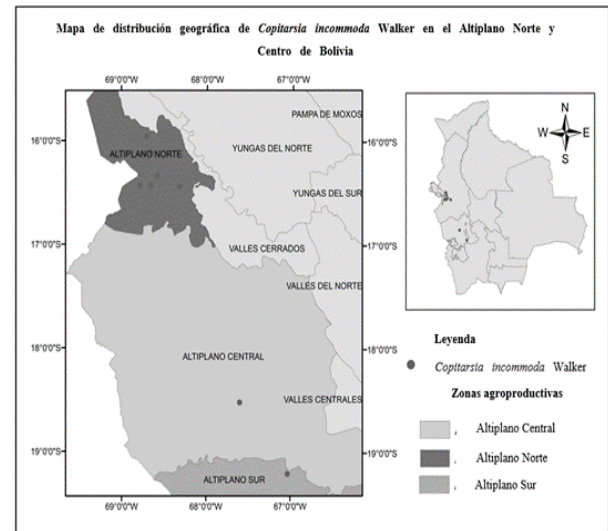 Mapa de distribución geográfica de Copitarsia incommoda Walker en el Altiplano Norte y
Centro de Bolivia
69°0'0"W 68°0'0"W 67°0'0"W
16°0'0"S
17°0'0"S
18°0'0"S
19°0'0"S
PAMPA DE MOXOS
ALTIPLANO NORTE
YUNGAS DEL NORTE
YUNGAS DEL SUR
VALLES CERRADOS
VALLES DEL NORTE
ALTIPLANO CENTRAL
VALLES CENTRALES
ALTIPLANO SUR
16°0'0"S
17°0'0"S
18°0'0"S
19°0'0"S
69°0'0"W 68°0'0"W 67°0'0"W
N
W E
S
Leyenda
Copitarsia incommoda Walker
Zonas agroproductivas
Altiplano Central
Altiplano Norte
Altiplano Sur